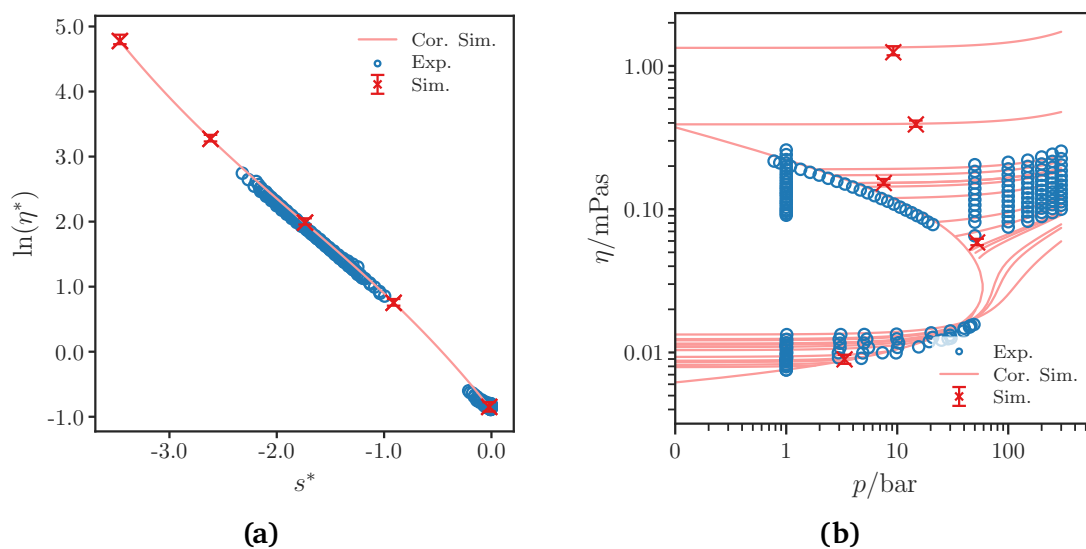 5.0
4.0
3.0
2.0
1.0
0.0
-1.0
ln(η*)
-3.0 -2.0 -1.0 0.0
s*
Cor. Sim.
Exp.
Sim.
(a)
1.00
0.10
0.01
η/mPas
0 1 10 100
p/bar
Exp.
Cor. Sim.
Sim.
(b)